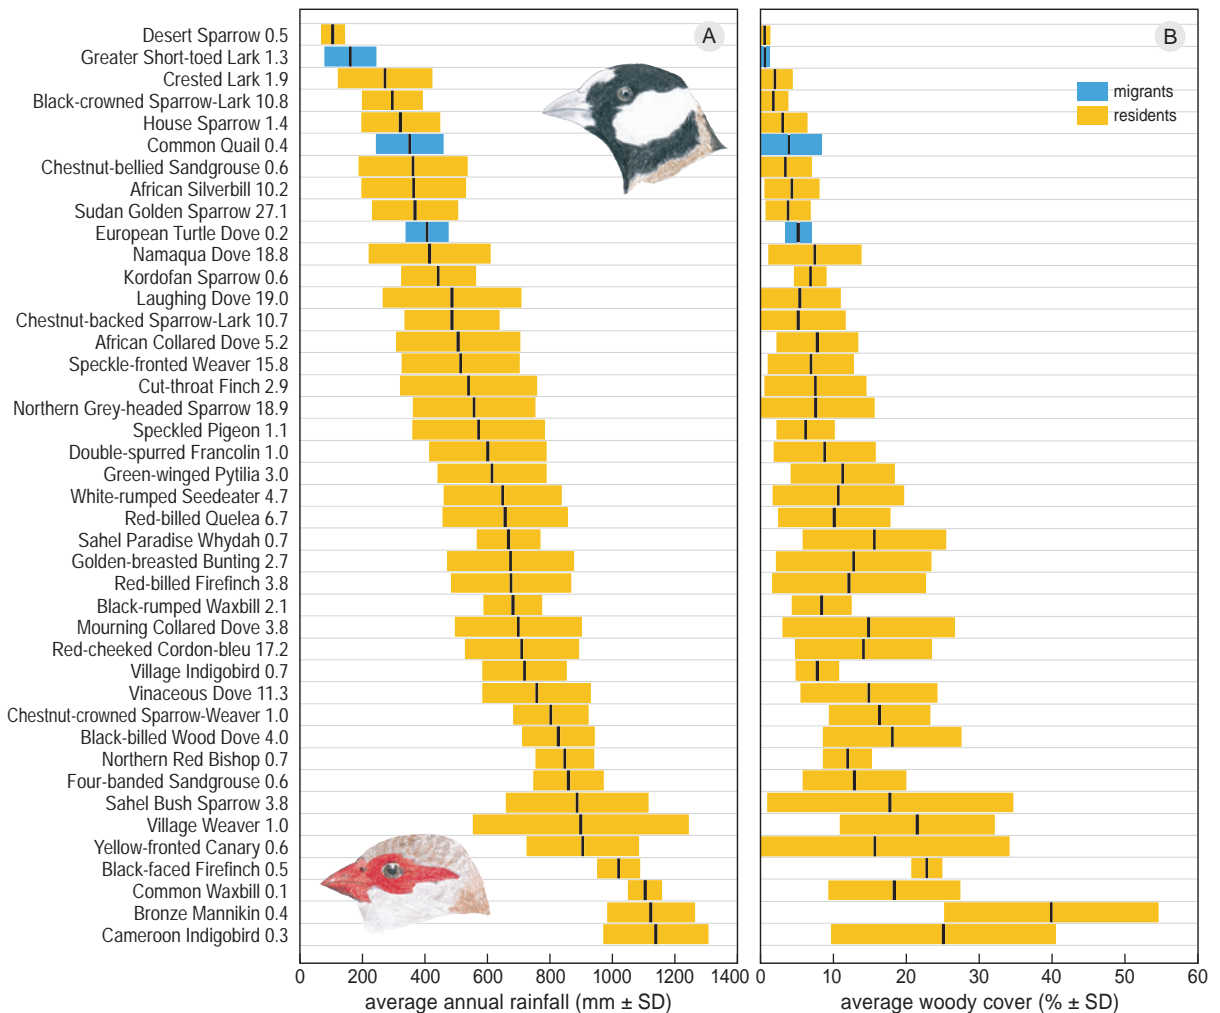 A
B
migrants
residents
Desert Sparrow 0.5
Greater Short-toed Lark 1.3
Crested Lark 1.9
Black-crowned Sparrow-Lark 10.8
House Sparrow 1.4
Common Quail 0.4
Chestnut-bellied Sandgrouse 0.6
African Silverbill 10.2
Sudan Golden Sparrow 27.1
European Turtle Dove 0.2
Namaqua Dove 18.8
Kordofan Sparrow 0.6
Laughing Dove 19.0
Chestnut-backed Sparrow-Lark 10.7
African Collared Dove 5.2
Speckle-fronted Weaver 15.8
Cut-throat Finch 2.9
Northern Grey-headed Sparrow 18.9
Speckled Pigeon 1.1
Double-spurred Francolin 1.0
Green-winged Pytilia 3.0
White-rumped Seedeater 4.7
Red-billed Quelea 6.7
Sahel Paradise Whydah 0.7
Golden-breasted Bunting 2.7
Red-billed Firefinch 3.8
Black-rumped Waxbill 2.1
Mourning Collared Dove 3.8
Red-cheeked Cordon-bleu 17.2
Village Indigobird 0.7
Vinaceous Dove 11.3
Chestnut-crowned Sparrow-Weaver 1.0
Black-billed Wood Dove 4.0
Northern Red Bishop 0.7
Four-banded Sandgrouse 0.6
Sahel Bush Sparrow 3.8
Village Weaver 1.0
Yellow-fronted Canary 0.6
Black-faced Firefinch 0.5
Common Waxbill 0.1
Bronze Mannikin 0.4
Cameroon Indigobird 0.3
0 200 400 600 800 1000 1200 1400
average annual rainfall (mm ± SD)
0 10 20 30 40 50 60
average woody cover (% ± SD)